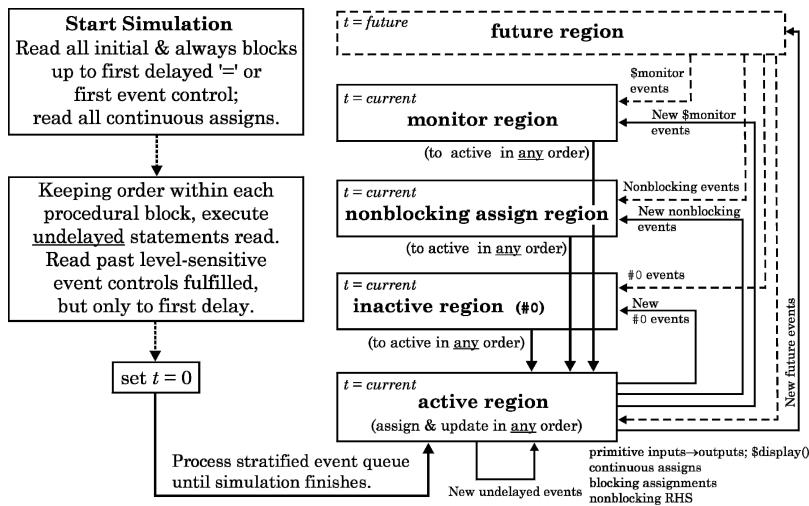 Start Simulation
Read all initial & always blocks
up to first delayed '=' or
first event control;
read all continuous assigns.
Keeping order within each
procedural block, execute
undelayed statements read.
Read past level-sensitive
event controls fulfilled,
but only to first delay.
set t = 0
Process stratified event queue
until simulation finishes.
t = future
future region
$monitor
events
t = current
monitor region
New $monitor
events
(to active in any order)
Nonblocking events
t = current
nonblocking assign region
New nonblocking
events
(to active in any order)
#0 events
t = current
inactive region (#0)
New
#0 events
(to active in any order)
New future events
t = current
active region
(assign & update in any order)
New undelayed events
primitive inputs→outputs; $display()
continuous assigns
blocking assignments
nonblocking RHS